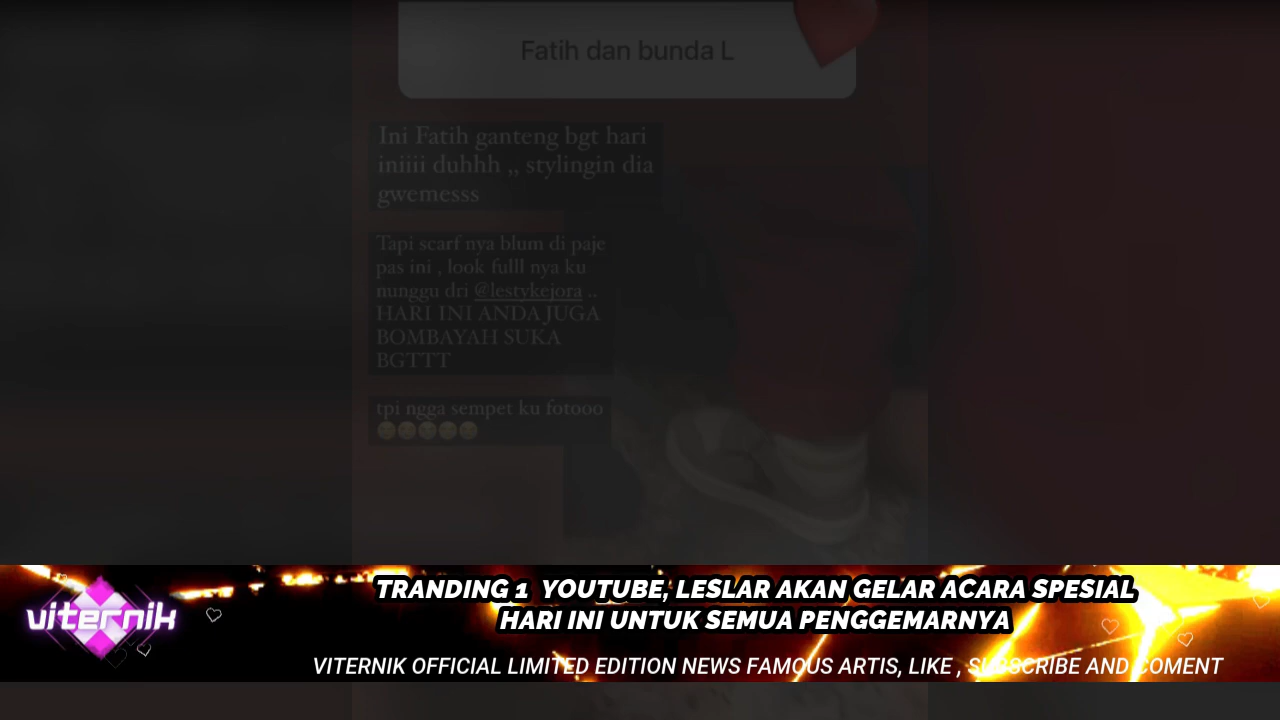 Fatih dan bunda L
Ini Fatih ganteng bgt hari
iniiii duhhh ,, stylingin dia
gwemesss
Tapi scarf nya blum di paje
pas ini , look fulll nya ku
nunggu dri @lestykejora ..
HARI INI ANDA JUGA
BOMBAYAH SUKA
BGTTT
tpi ngga sempet ku fotooo
viternik
TRANDING 1 YOUTUBE, LESLAR AKAN GELAR ACARA SPESIAL
HARI INI UNTUK SEMUA PENGGEMARNYA
VITERNIK OFFICIAL LIMITED EDITION NEWS FAMOUS ARTIS, LIKE , SUBSCRIBE AND COMENT